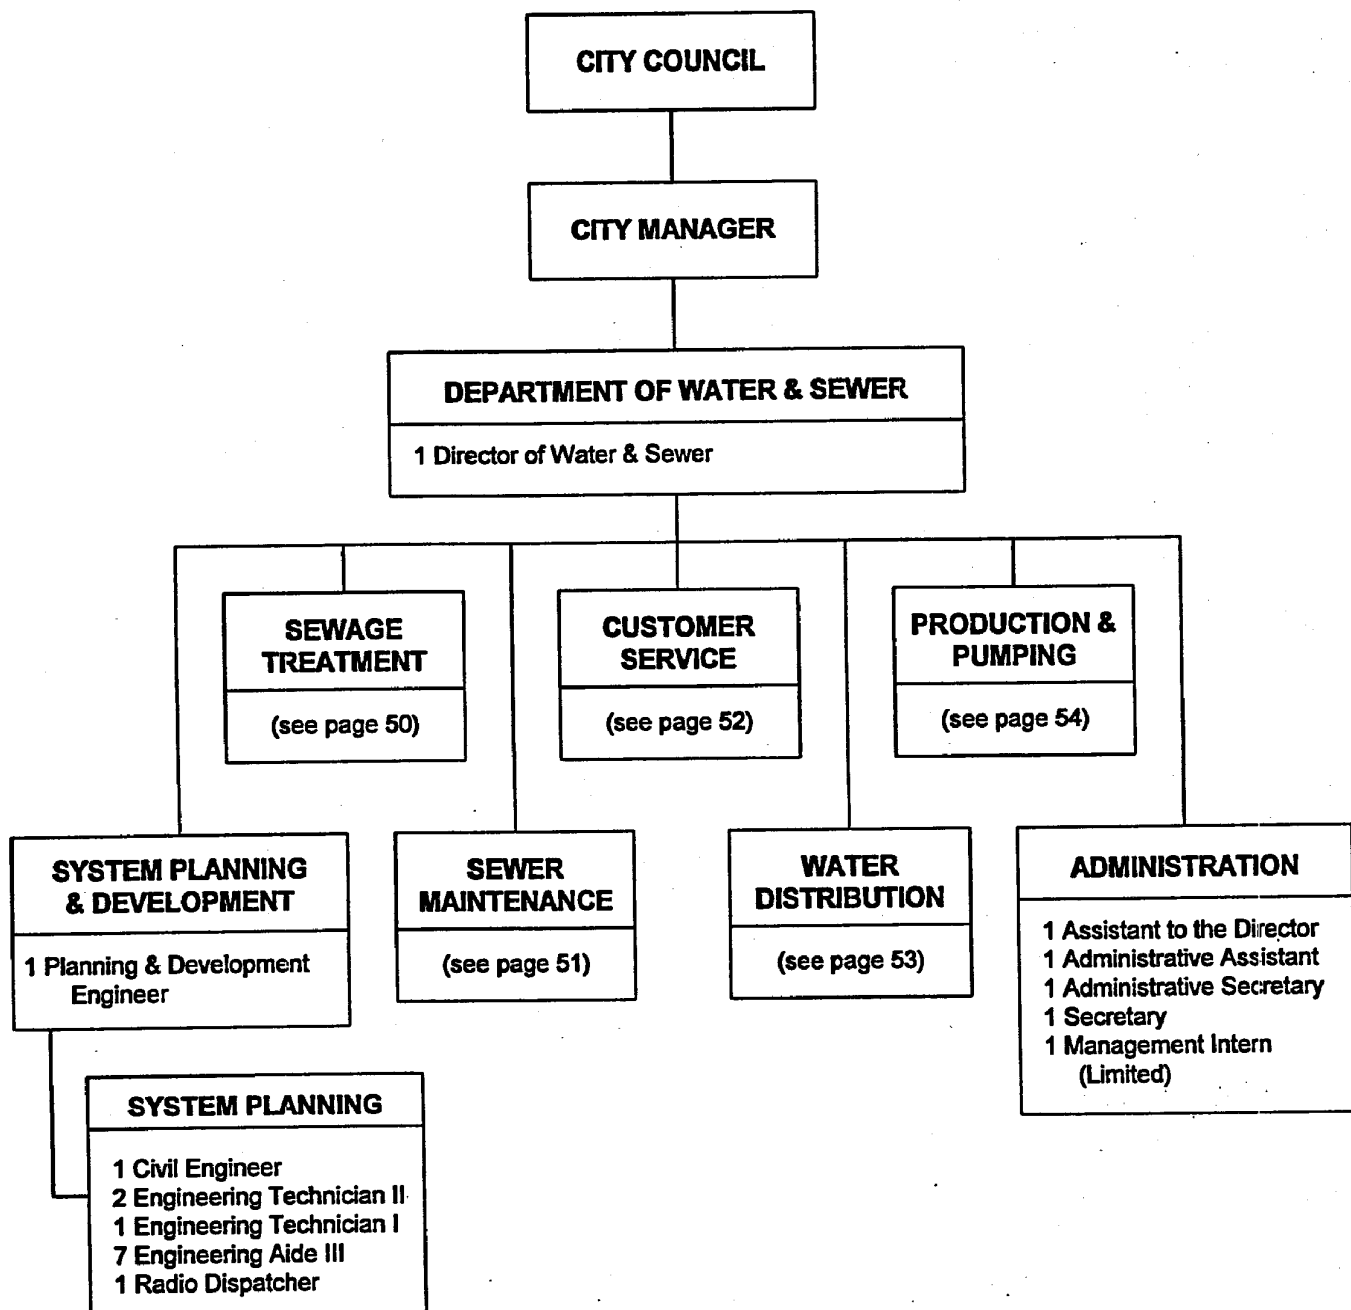 CITY COUNCIL
CITY MANAGER
DEPARTMENT OF WATER & SEWER
1 Director of Water & Sewer
SEWAGE
TREATMENT
(see page 50)
CUSTOMER
SERVICE
(see page 52)
PRODUCTION &
PUMPING
(see page 54)
SYSTEM PLANNING
& DEVELOPMENT
1 Planning & Development
Engineer
SEWER
MAINTENANCE
(see page 51)
WATER
DISTRIBUTION
(see page 53)
ADMINISTRATION
1 Assistant to the Director
1 Administrative Assistant
1 Administrative Secretary
1 Secretary
1 Management Intern
(Limited)
SYSTEM PLANNING
1 Civil Engineer
2 Engineering Technician II
1 Engineering Technician I
7 Engineering Aide III
1 Radio Dispatcher